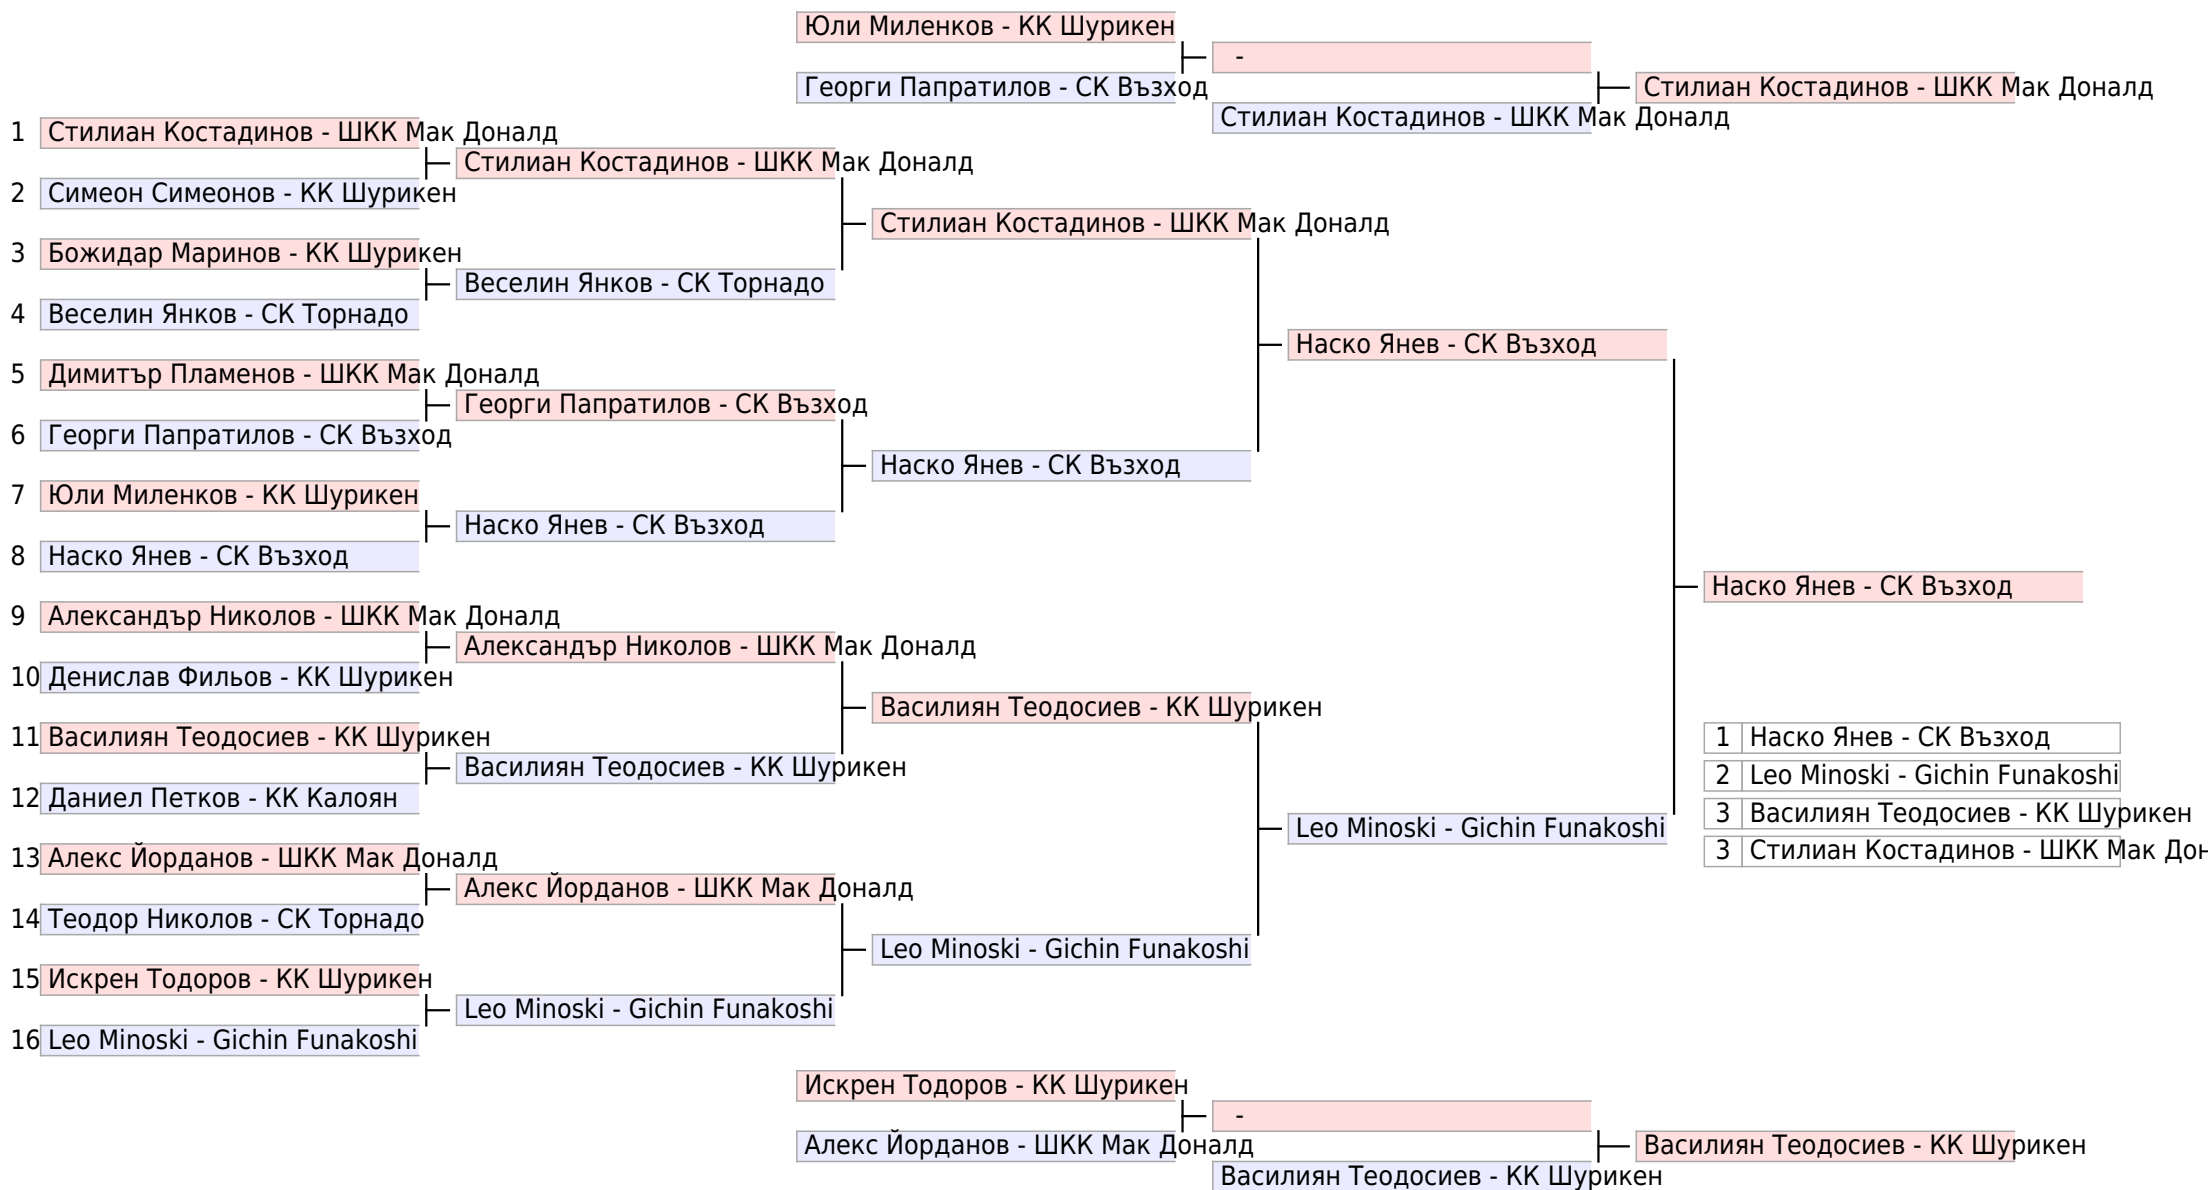 Юли Миленков - КК Шурикен
-
Георги Папратилов - СК Възход
Стилиан Костадинов - ШКК Мак Доналд
Стилиан Костадинов - ШКК Мак Доналд
1 Стилиан Костадинов - ШКК Мак Доналд
Стилиан Костадинов - ШКК Мак Доналд
2 Симеон Симеонов - КК Шурикен
Стилиан Костадинов - ШКК Мак Доналд
3 Божидар Маринов - КК Шурикен
Веселин Янков - СК Торнадо
4 Веселин Янков - СК Торнадо
Наско Янев - СК Възход
5 Димитър Пламенов - ШКК Мак Доналд
Георги Папратилов - СК Възход
6 Георги Папратилов - СК Възход
Наско Янев - СК Възход
7 Юли Миленков - КК Шурикен
Наско Янев - СК Възход
8 Наско Янев - СК Възход
Наско Янев - СК Възход
9 Александър Николов - ШКК Мак Доналд
Александър Николов - ШКК Мак Доналд
10 Денислав Фильов - КК Шурикен
Василиян Теодосиев - КК Шурикен
11 Василиян Теодосиев - КК Шурикен
Василиян Теодосиев - КК Шурикен
12 Даниел Петков - КК Калоян
Leo Minoski - Gichin Funakoshi
1 Наско Янев - СК Възход
2 Leo Minoski - Gichin Funakoshi
3 Василиян Теодосиев - КК Шурикен
3 Стилиан Костадинов - ШКК Мак
13 Алекс Йорданов - ШКК Мак Доналд
Алекс Йорданов - ШКК Мак Доналд
14 Теодор Николов - СК Торнадо
Leo Minoski - Gichin Funakoshi
15 Искрен Тодоров - КК Шурикен
Leo Minoski - Gichin Funakoshi
16 Leo Minoski - Gichin Funakoshi
Искрен Тодоров - КК Шурикен
-
Алекс Йорданов - ШКК Мак Доналд
Василиян Теодосиев - КК Шурикен
Василиян Теодосиев - КК Шурикен